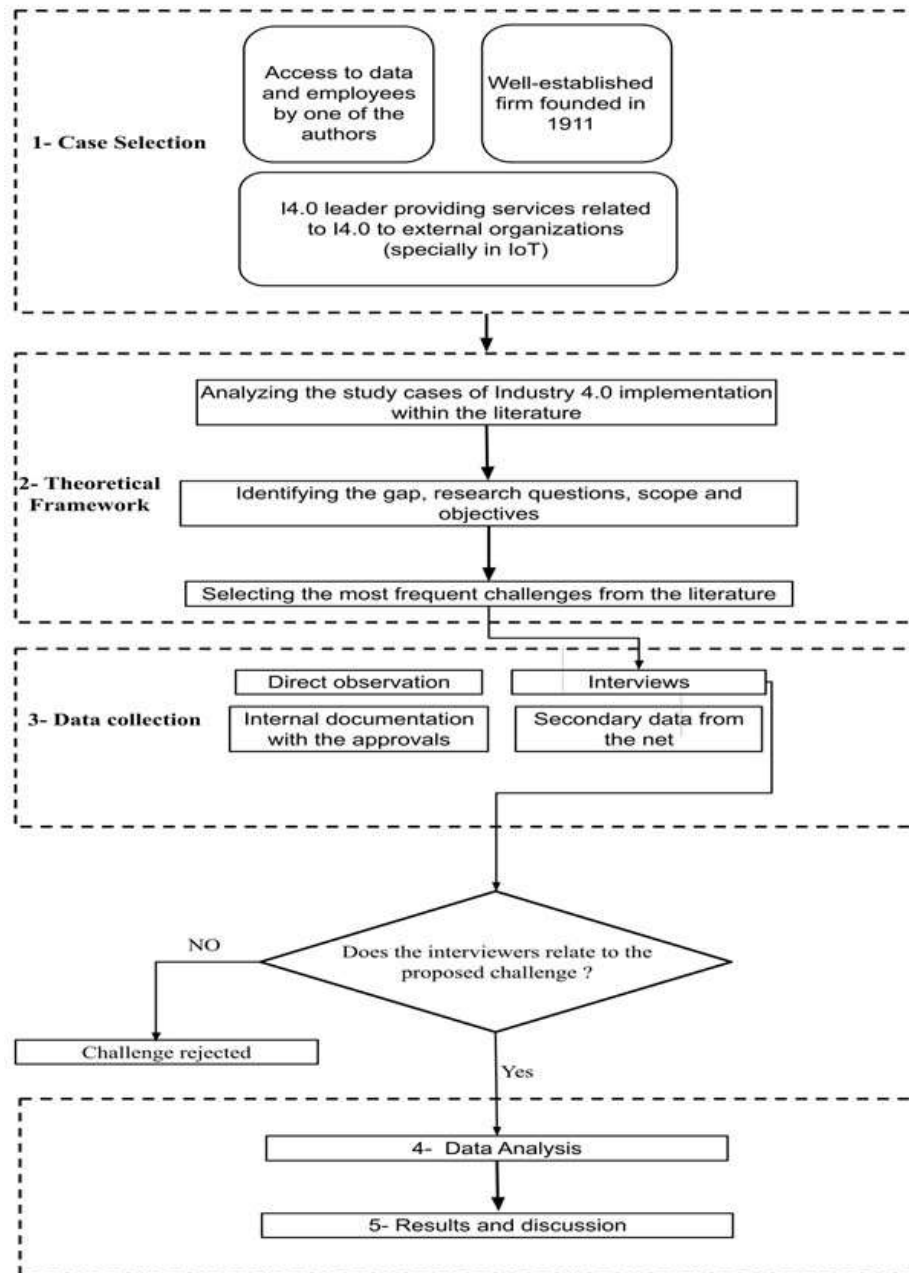 Access to data
and employees
by one of the
authors
Well-established
firm founded in
1911
1- Case Selection
I4.0 leader providing services related
to I4.0 to external organizations
(specially in IoT)
Analyzing the study cases of Industry 4.0 implementation
within the literature
2- Theoretical
Framework
Identifying the gap, research questions, scope and
objectives
Selecting the most frequent challenges from the literature
Direct observation
Interviews
3- Data collection
Internal documentation
with the approvals
Secondary data from
the net
NO
Does the interviewers relate to the
proposed challenge ?
Challenge rejected
Yes
4- Data Analysis
5- Results and discussion